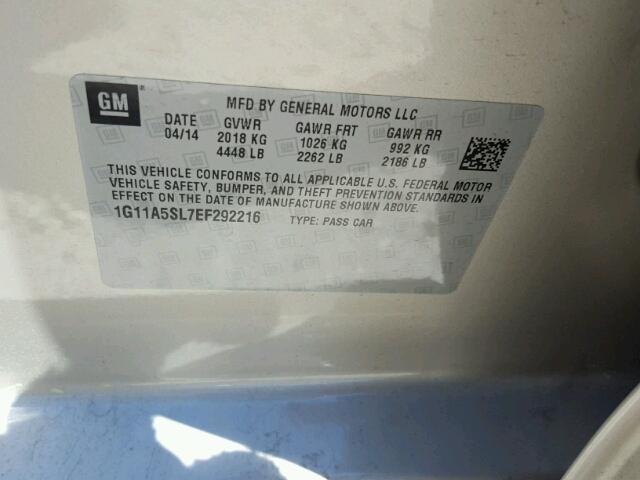 GM
MFD BY GENERAL MOTORS LLC
DATE GVWR GAWR FRT GAWR RR
04/14 2018 KG 1026 KG 992 KG
4448 LB 2262 LB 2186 LB
THIS VEHICLE CONFORMS TO ALL APPLICABLE U.S. FEDERAL MOTOR
VEHICLE SAFETY, BUMPER, AND THEFT PREVENTION STANDARDS IN
EFFECT ON THE DATE OF MANUFACTURE SHOWN ABOVE.
1G11A5SL7EF292216 TYPE: PASS CAR